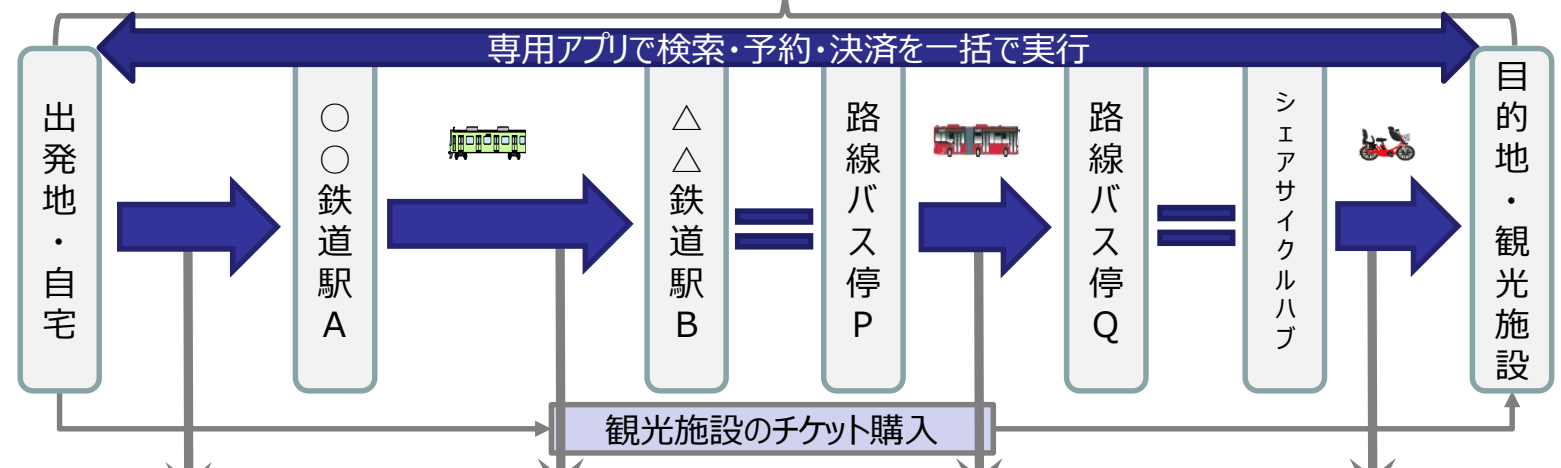 専用アプリで検索・予約・決済を一括で実行
出発地・自宅
○○鉄道駅A
△△鉄道駅B
路線バス停P
路線バス停Q
シェアサイクルハブ
目的地・観光施設
観光施設のチケット購入